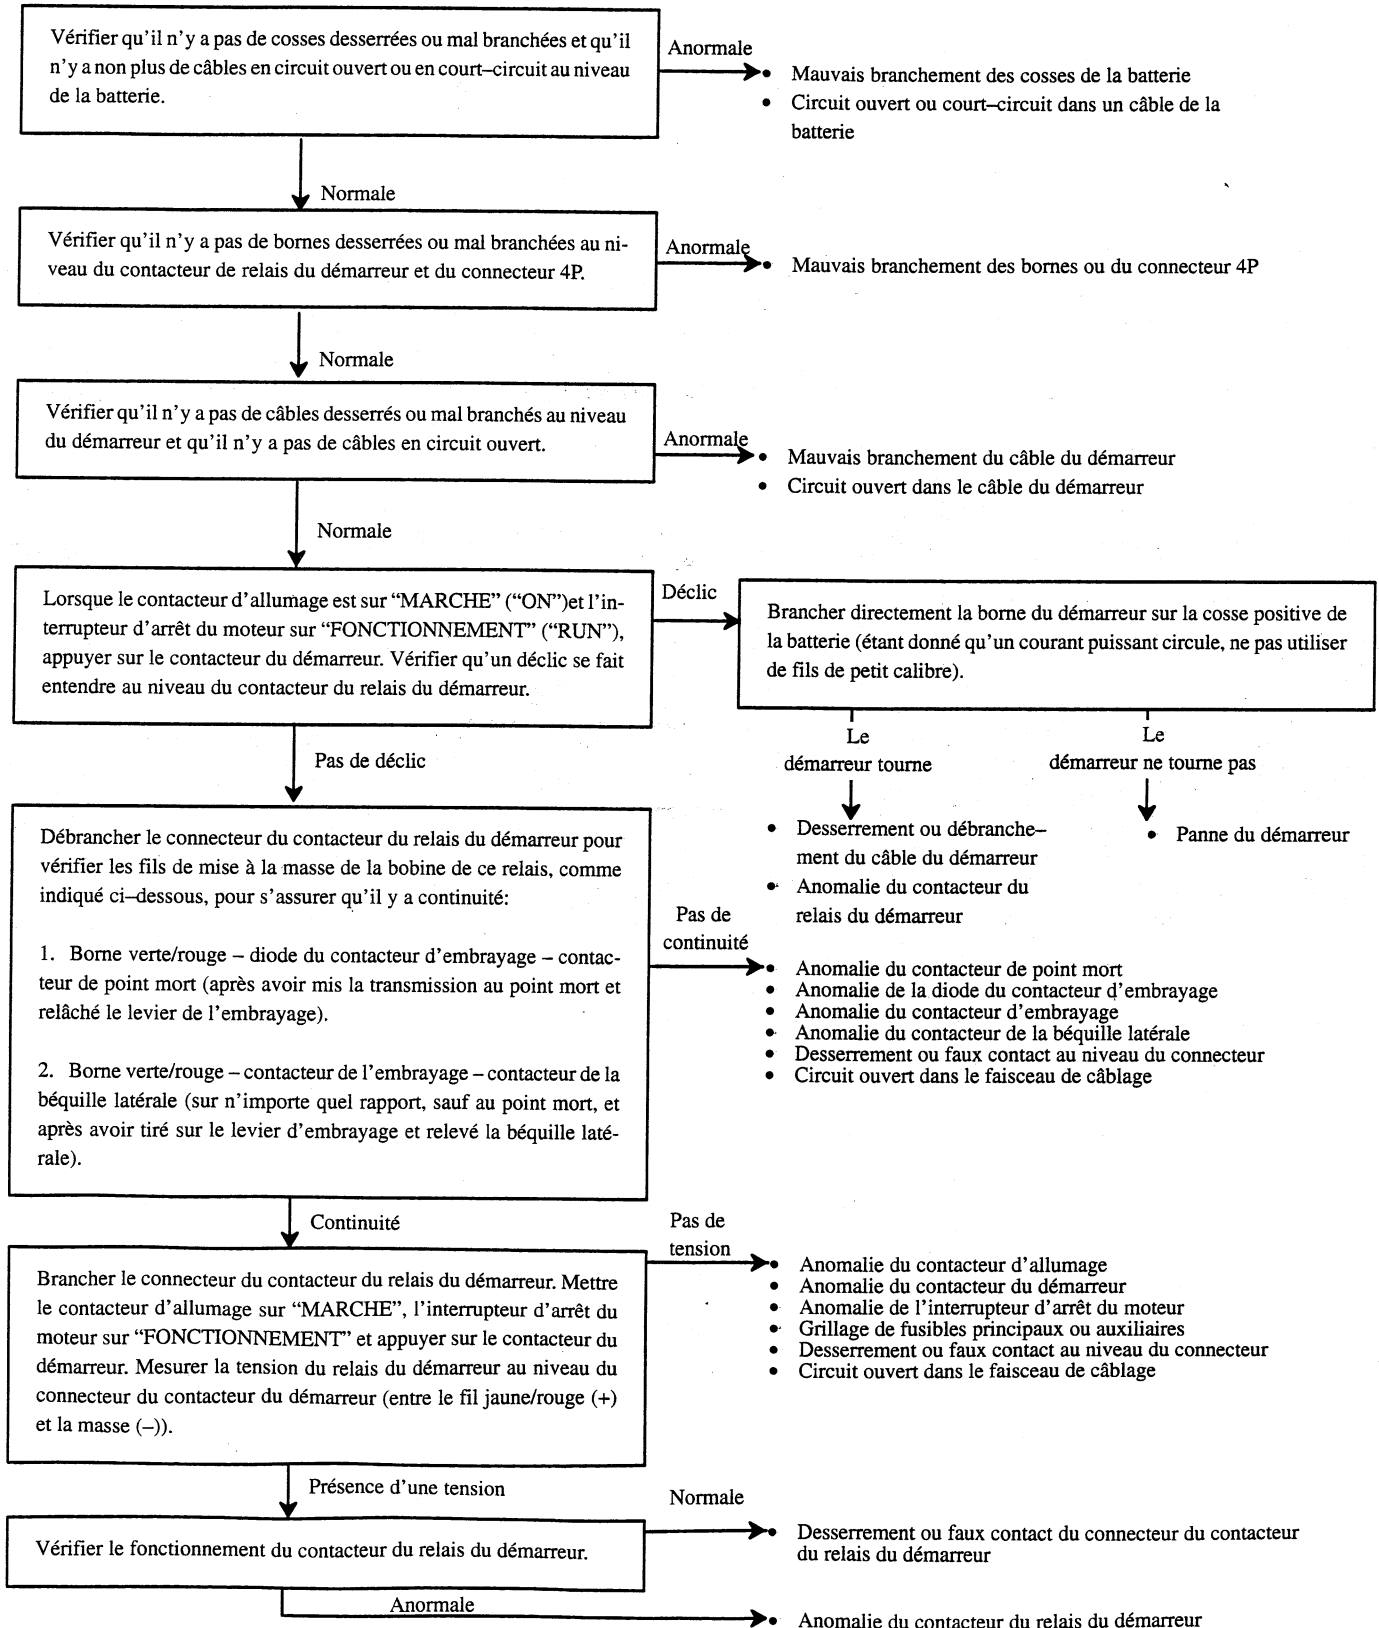 Vérifier qu'il n'y a pas de cosses desserrées ou mal branchées et qu'il
n'y a non plus de câbles en circuit ouvert ou en court–circuit au niveau
de la batterie.
Anormale
• Mauvais branchement des cosses de la batterie
• Circuit ouvert ou court–circuit dans un câble de la
batterie
Normale
Vérifier qu'il n'y a pas de bornes desserrées ou mal branchées au ni-
veau du contacteur de relais du démarreur et du connecteur 4P.
Anormale
• Mauvais branchement des bornes ou du connecteur 4P
Normale
Vérifier qu'il n'y a pas de câbles desserrés ou mal branchés au niveau
du démarreur et qu'il n'y a pas de câbles en circuit ouvert.
Anormale
• Mauvais branchement du câble du démarreur
• Circuit ouvert dans le câble du démarreur
Normale
Lorsque le contacteur d'allumage est sur “MARCHE” (“ON”)et l'in-
terrupteur d'arrêt du moteur sur “FONCTIONNEMENT” (“RUN”),
appuyer sur le contacteur du démarreur. Vérifier qu'un déclic se fait
entendre au niveau du contacteur du relais du démarreur.
Déclic
Brancher directement la borne du démarreur sur la cosse positive de
la batterie (étant donné qu'un courant puissant circule, ne pas utiliser
de fils de petit calibre).
Le
démarreur tourne
Le
démarreur ne tourne pas
• Desserrement ou débranche–
ment du câble du démarreur
• Anomalie du contacteur du
relais du démarreur
• Panne du démarreur
Pas de déclic
Débrancher le connecteur du contacteur du relais du démarreur pour
vérifier les fils de mise à la masse de la bobine de ce relais, comme
indiqué ci–dessous, pour s'assurer qu'il y a continuité:
1. Borne verte/rouge – diode du contacteur d'embrayage – contac-
teur de point mort (après avoir mis la transmission au point mort et
relâché le levier de l'embrayage).
2. Borne verte/rouge – contacteur de l'embrayage – contacteur de la
béquille latérale (sur n'importe quel rapport, sauf au point mort, et
après avoir tiré sur le levier d'embrayage et relevé la béquille laté-
rale).
Pas de
continuité
• Anomalie du contacteur de point mort
• Anomalie de la diode du contacteur d'embrayage
• Anomalie du contacteur d'embrayage
• Anomalie du contacteur de la béquille latérale
• Desserrement ou faux contact au niveau du connecteur
• Circuit ouvert dans le faisceau de câblage
Continuité
Brancher le connecteur du contacteur du relais du démarreur. Mettre
le contacteur d'allumage sur “MARCHE”, l'interrupteur d'arrêt du
moteur sur “FONCTIONNEMENT” et appuyer sur le contacteur du
démarreur. Mesurer la tension du relais du démarreur au niveau du
connecteur du contacteur du démarreur (entre le fil jaune/rouge (+)
et la masse (–)).
Pas de
tension
• Anomalie du contacteur d'allumage
• Anomalie du contacteur du démarreur
• Anomalie de l'interrupteur d'arrêt du moteur
• Grillage de fusibles principaux ou auxiliaires
• Desserrement ou faux contact au niveau du connecteur
• Circuit ouvert dans le faisceau de câblage
Présence d'une tension
Vérifier le fonctionnement du contacteur du relais du démarreur.
Normale
• Desserrement ou faux contact du connecteur du contacteur
du relais du démarreur
Anormale
• Anomalie du contacteur du relais du démarreur